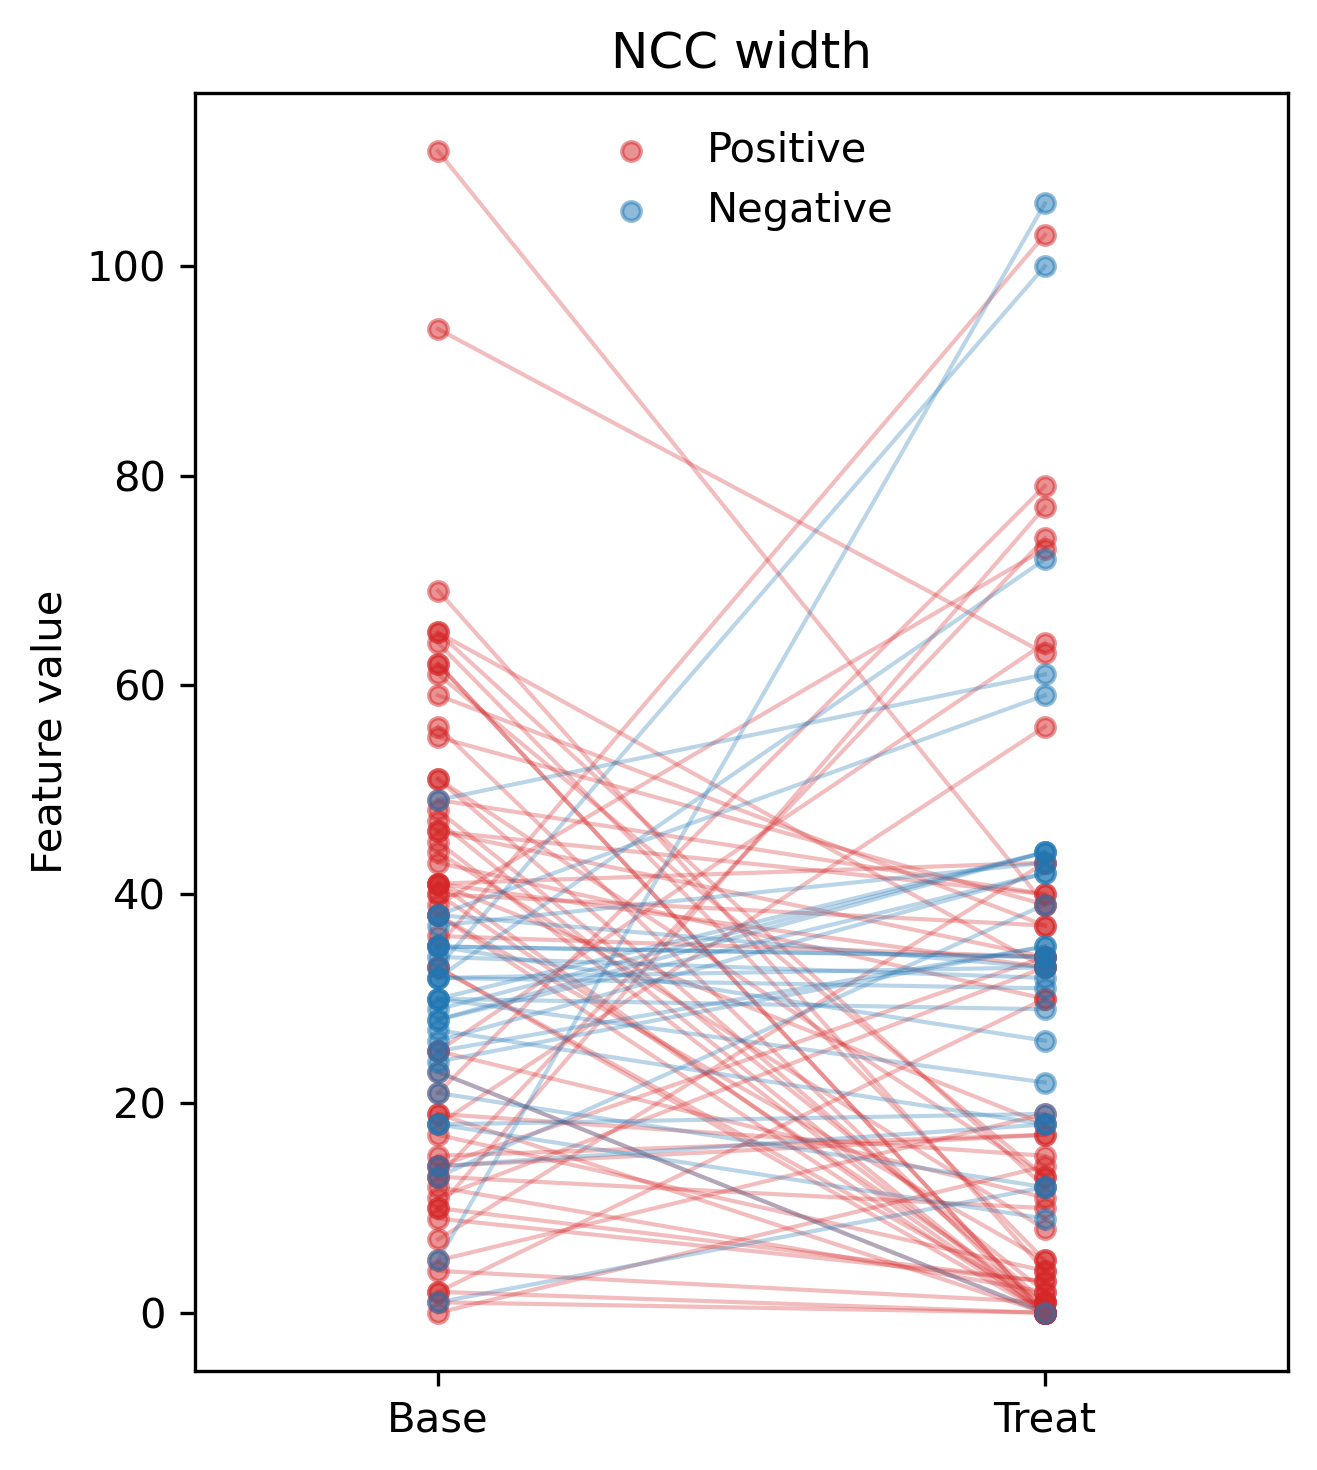 NCC width
Positive
Negative
Feature value
100
80
60
40
20
0
Base
Treat